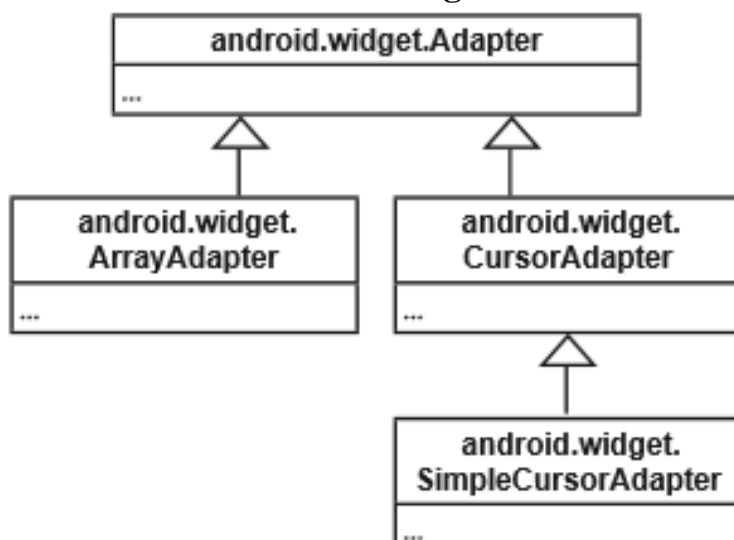 android.widget.Adapter
...
android.widget.
ArrayAdapter
...
android.widget.
CursorAdapter
...
android.widget.
SimpleCursorAdapter
...